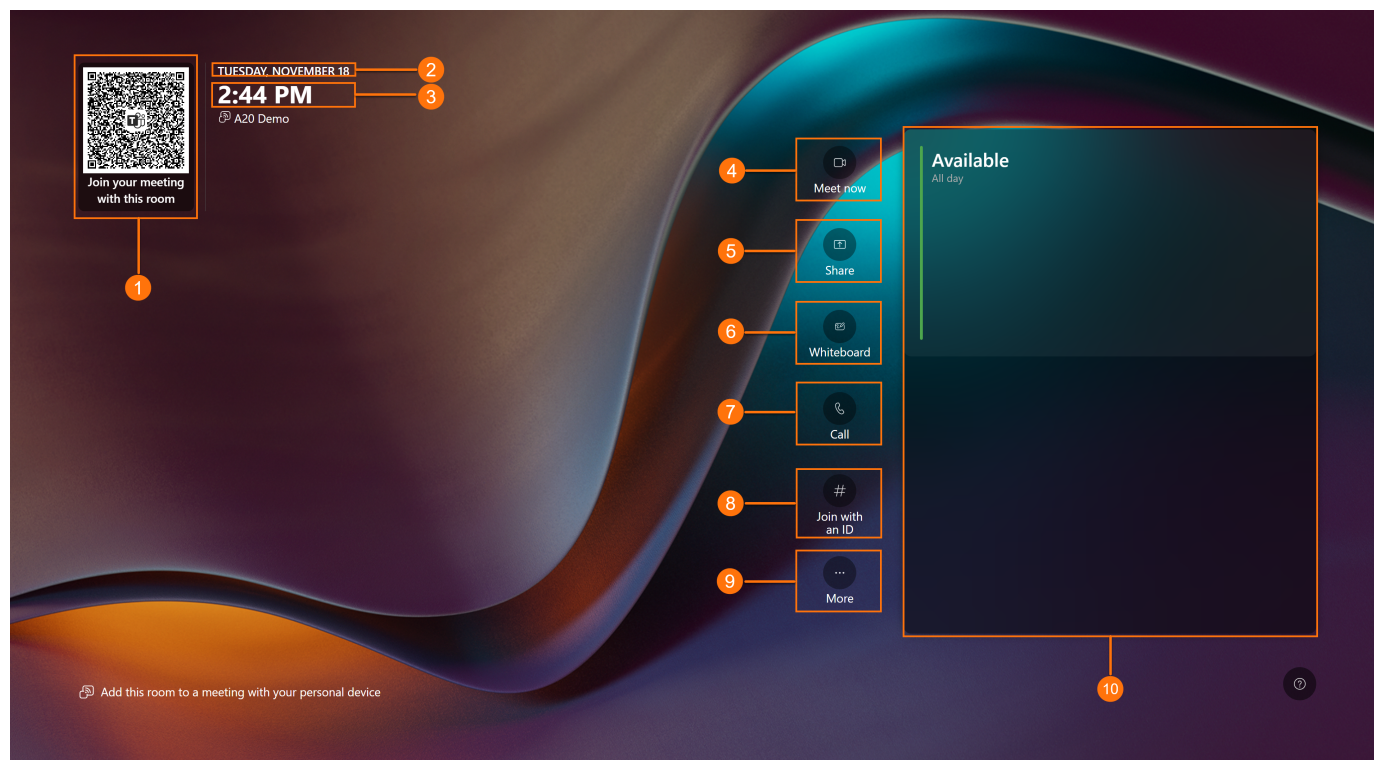 TUESDAY, NOVEMBER 18
2
2:44 PM
3
A20 Demo
Join your meeting
with this room
1
4
Meet now
5
Share
6
Whiteboard
7
Call
8
Join with
an ID
9
More
Available
All day
10
Add this room to a meeting with your personal device